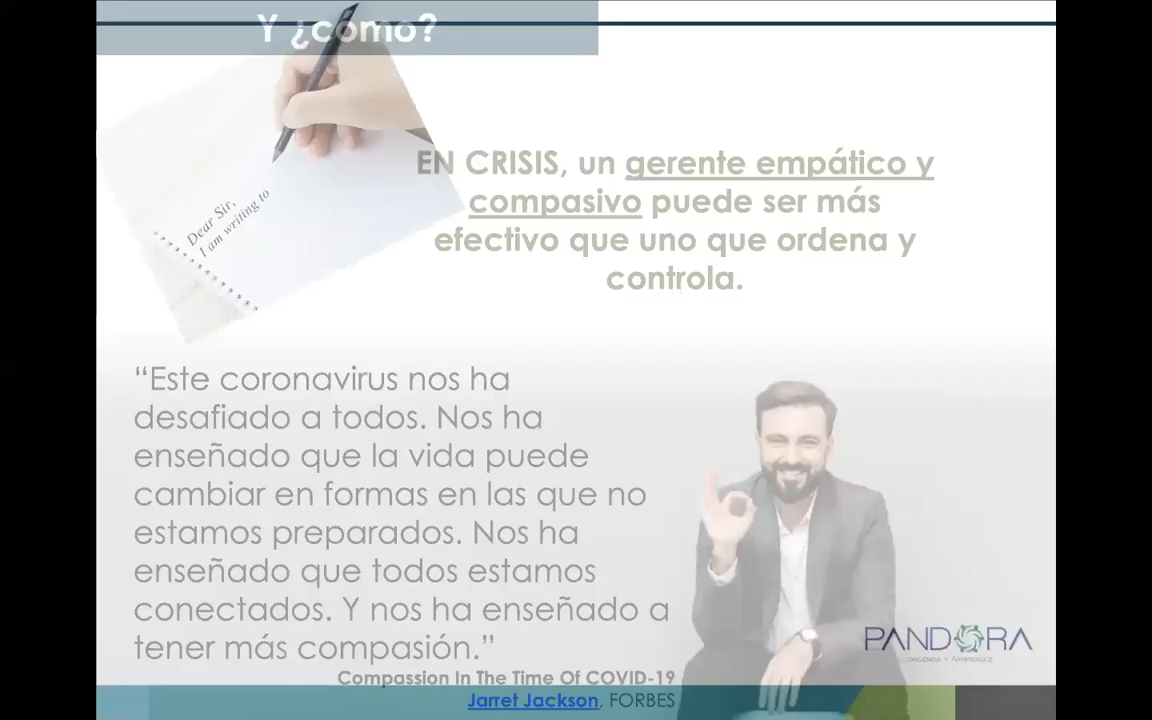 Y ¿cómo?
Dear Sir,
I am writing to
EN CRISIS, un gerente empático y
compasivo puede ser más
efectivo que uno que ordena y
controla.
“Este coronavirus nos ha
desafiado a todos. Nos ha
enseñado que la vida puede
cambiar en formas en las que no
estamos preparados. Nos ha
enseñado que todos estamos
conectados. Y nos ha enseñado a
tener más compasión.”
PANDORA
CONCIENCIA Y APRENDIZAJE
Compassion In The Time Of COVID-19
Jarret Jackson, FORBES